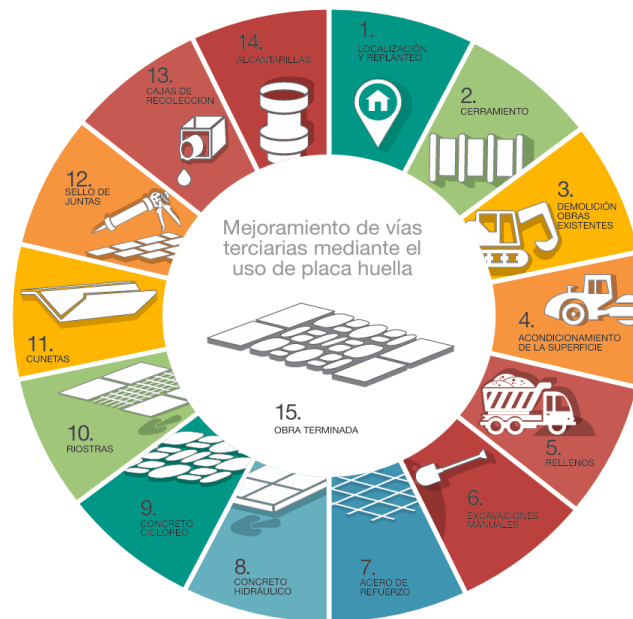 Mejoramiento de vías
terciarias mediante el
uso de placa huella
1.
LOCALIZACIÓN
Y REPLANTEO
2.
CERRAMIENTO
3.
DEMOLICIÓN
OBRAS
EXISTENTES
4.
ACONDICIONAMIENTO
DE LA SUPERFICIE
5.
RELLENOS
6.
EXCAVACIONES
MANUALES
7.
ACERO DE
REFUERZO
8.
CONCRETO
HIDRÁULICO
9.
CONCRETO
CICLOPEO
10.
RIOSTRAS
11.
CUNETAS
12.
SELLO DE
JUNTAS
13.
CAJAS DE
RECOLECCIÓN
14.
ALCANTARILLAS
15.
OBRA TERMINADA